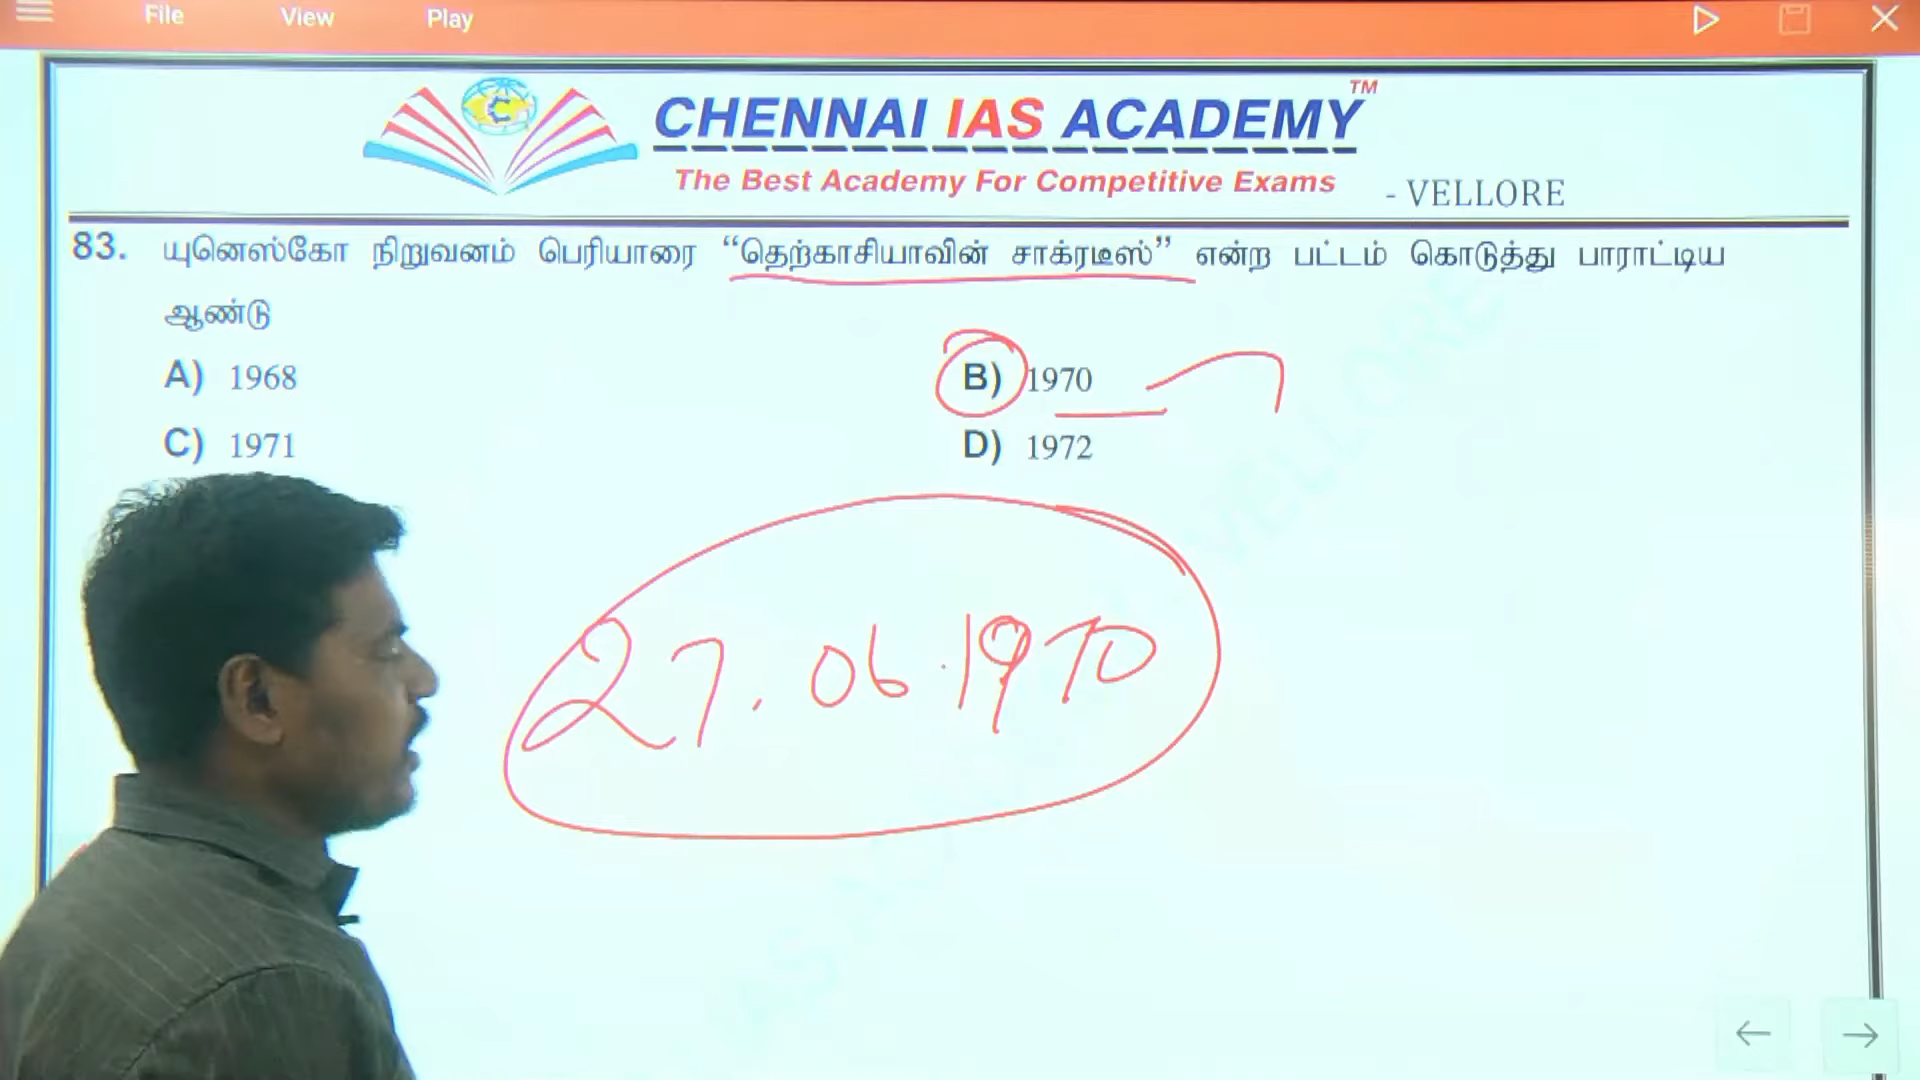 File View Play
CHENNAI IAS ACADEMY TM
The Best Academy For Competitive Exams - VELLORE
83. யுனெஸ்கோ நிறுவனம் பெரியாரை “தெற்காசியாவின் சாக்ரடீஸ்” என்ற பட்டம் கொடுத்து பாராட்டிய
ஆண்டு
A) 1968 B) 1970
C) 1971 D) 1972
27.06.1970